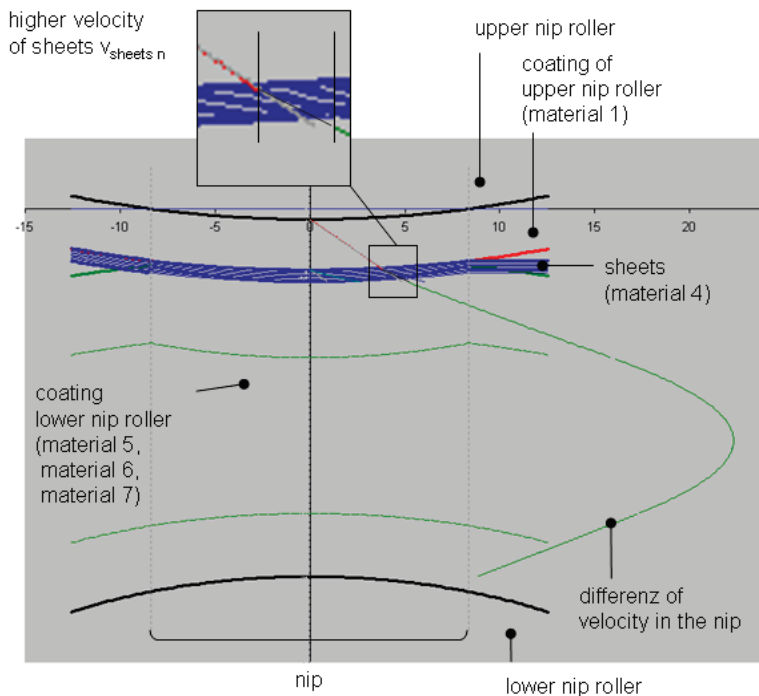 higher velocity
of sheets vsheets n
upper nip roller
coating of
upper nip roller
(material 1)
-15
-10
-5
0
5
10
15
20
sheets
(material 4)
coating
lower nip roller
(material 5,
material 6,
material 7)
differenz of
velocity in the nip
nip
lower nip roller